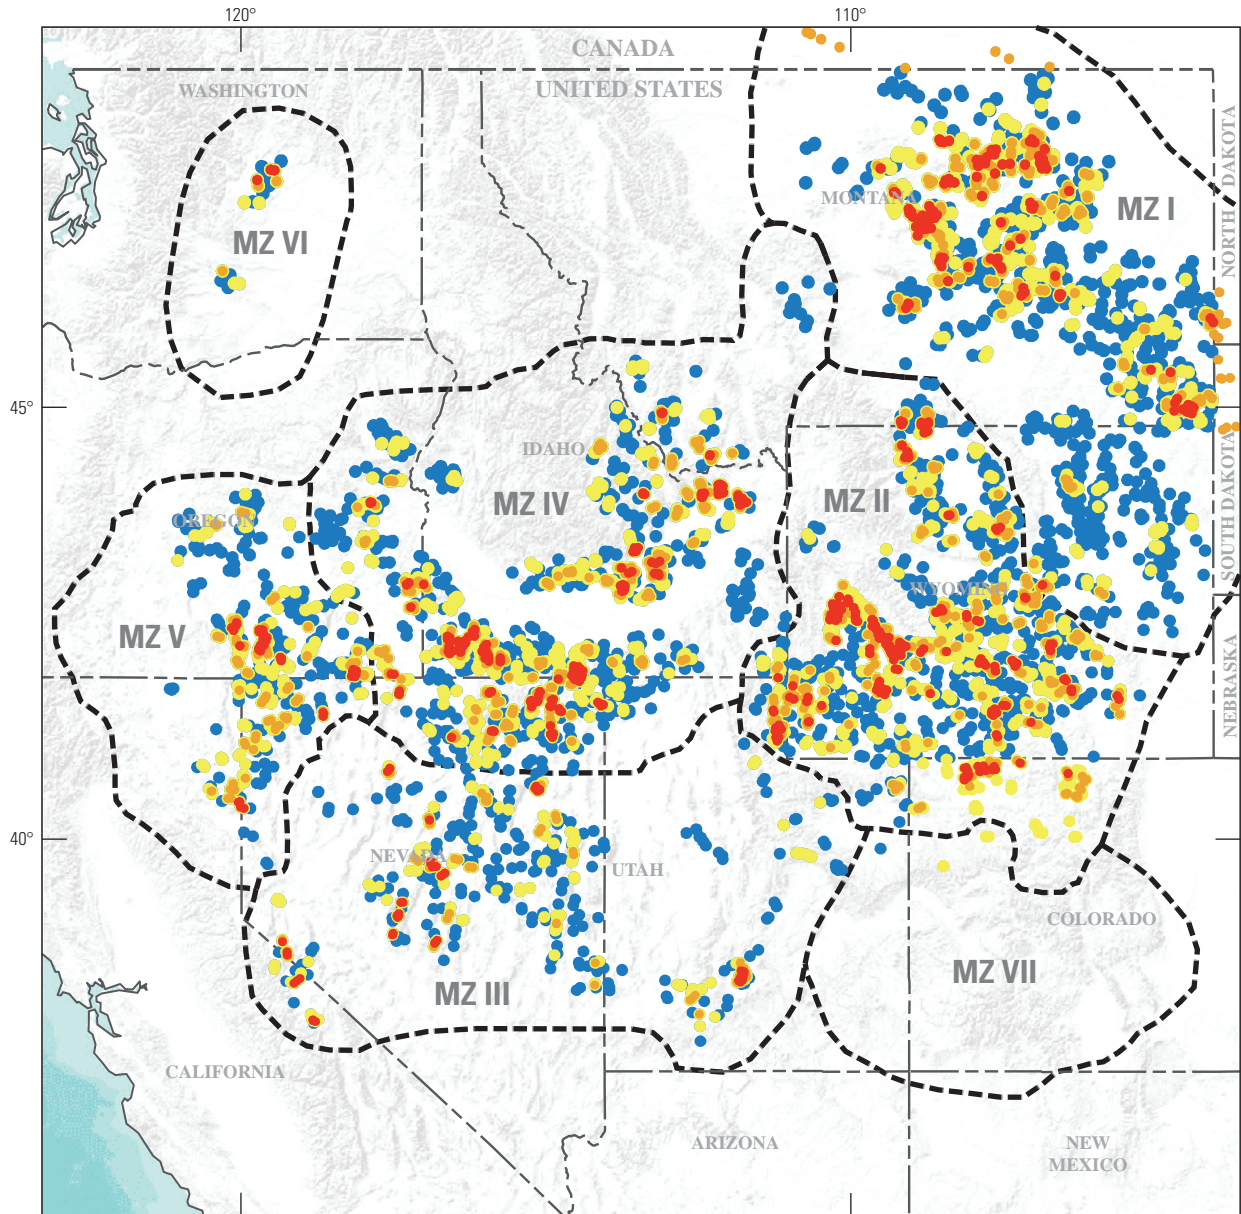 120°
110°
CANADA
UNITED STATES
WASHINGTON
NORTH DAKOTA
MONTANA
MZ I
MZ VI
45°
IDAHO
SOUTH DAKOTA
MZ IV
MZ II
OREGON
WYOMING
MZ V
NEBRASKA
40°
NEVADA
UTAH
COLORADO
MZ III
MZ VII
CALIFORNIA
ARIZONA
NEW
MEXICO